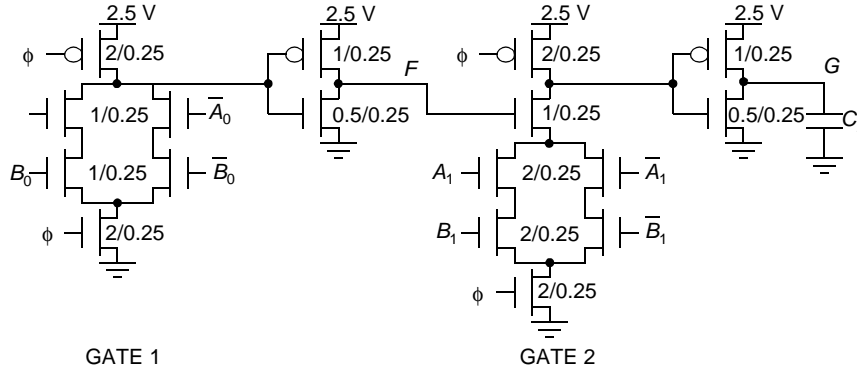 2.5 V 2.5 V 2.5 V 2.5 V
ϕ 2/0.25 1/0.25 F ϕ 2/0.25 1/0.25 G
1/0.25 A̅₀ 0.5/0.25 1/0.25 0.5/0.25 C
B₀ 1/0.25 B̅₀ A₁ 2/0.25 A̅₁
ϕ 2/0.25 B₁ 2/0.25 B̅₁
ϕ 2/0.25
GATE 1 GATE 2